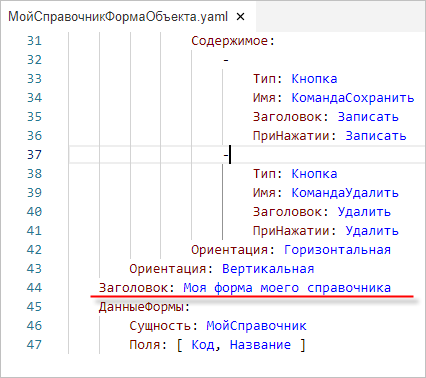 МойСправочникФормаОбъекта.yaml ×
31 Содержимое:
32 -
33 Тип: Кнопка
34 Имя: КомандаСохранить
35 Заголовок: Записать
36 ПриНажатии: Записать
37 -
38 Тип: Кнопка
39 Имя: КомандаУдалить
40 Заголовок: Удалить
41 ПриНажатии: Удалить
42 Ориентация: Горизонтальная
43 Ориентация: Вертикальная
44 Заголовок: Моя форма моего справочника
45 ДанныеФормы:
46 Сущность: МойСправочник
47 Поля: [ Код, Название ]